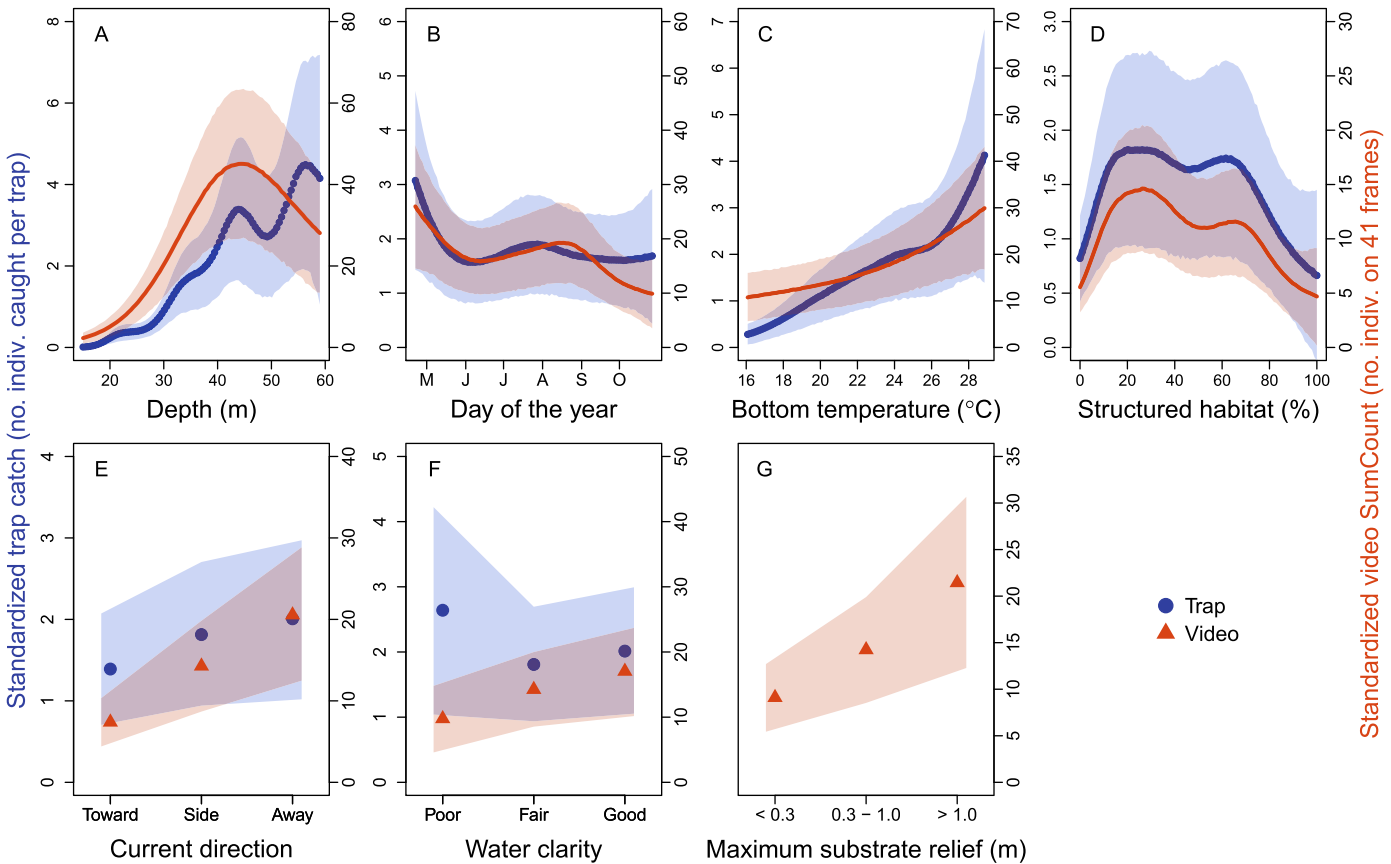 Standardized trap catch (no. indiv. caught per trap)
Standardized video SumCount (no. indiv. on 41 frames)
A
0 2 4 6 8
0 20 40 60 80
20 30 40 50 60
Depth (m)
B
0 1 2 3 4 5 6
0 10 20 30 40 50 60
M J J A S O
Day of the year
C
0 1 2 3 4 5 6 7
0 10 20 30 40 50 60 70
16 18 20 22 24 26 28
Bottom temperature (°C)
D
0.0 0.5 1.0 1.5 2.0 2.5 3.0
0 5 10 15 20 25 30
0 20 40 60 80 100
Structured habitat (%)
E
0 1 2 3 4
0 10 20 30 40
Toward Side Away
Current direction
F
0 1 2 3 4 5
0 10 20 30 40 50
Poor Fair Good
Water clarity
G
0 5 10 15 20 25 30 35
< 0.3 0.3 − 1.0 > 1.0
Maximum substrate relief (m)
Trap
Video